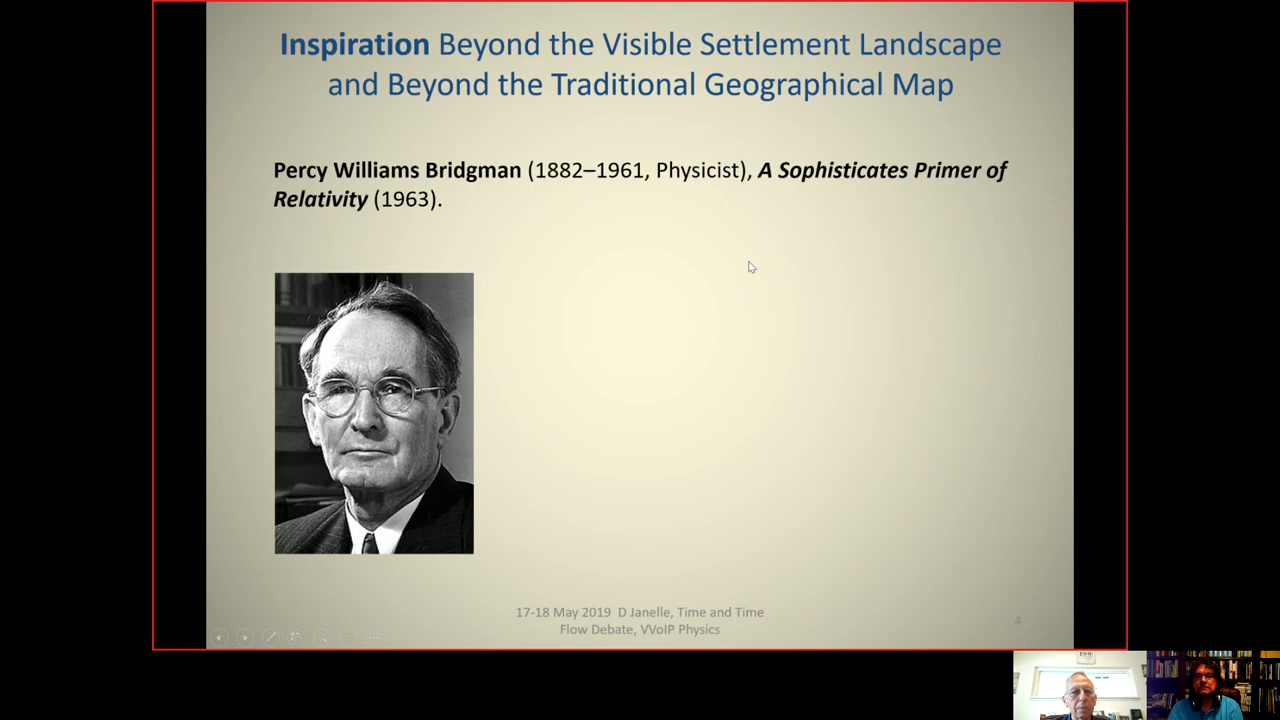 Inspiration Beyond the Visible Settlement Landscape
and Beyond the Traditional Geographical Map
Percy Williams Bridgman (1882–1961, Physicist), A Sophisticates Primer of
Relativity (1963).
17-18 May 2019 D Janelle, Time and Time
Flow Debate, VVoIP Physics
4